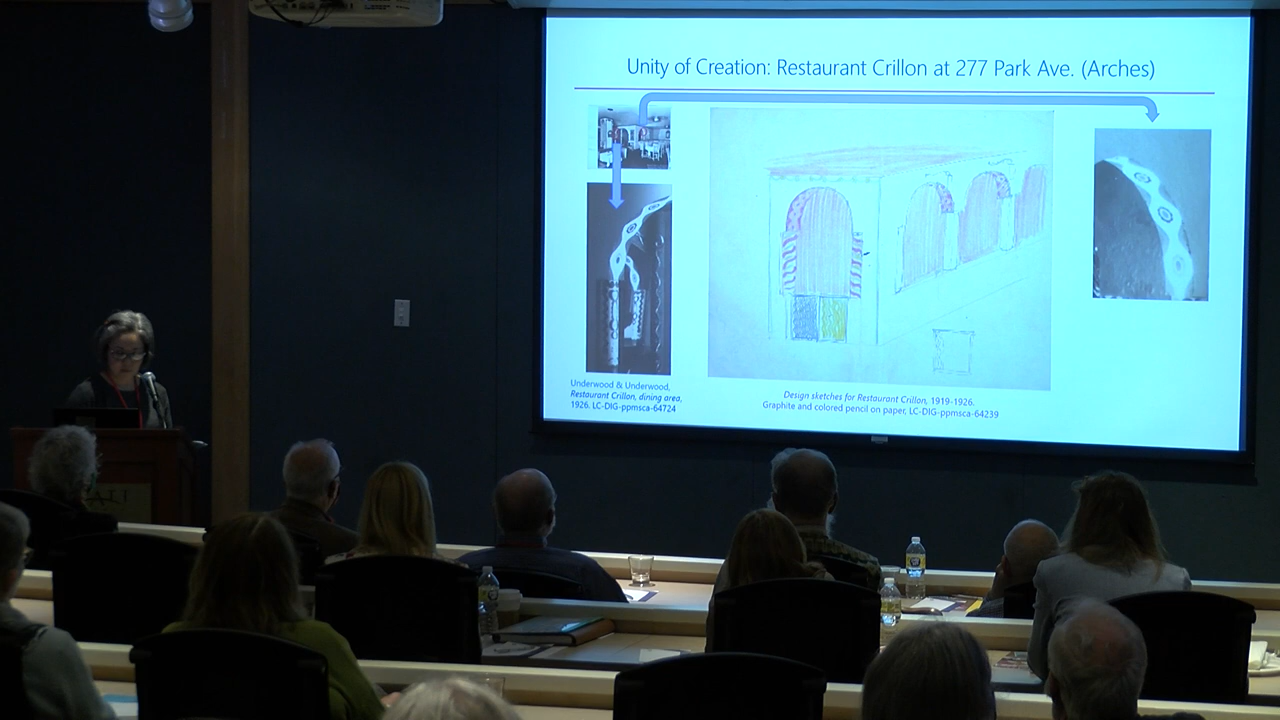 Unity of Creation: Restaurant Crillon at 277 Park Ave. (Arches)
Underwood & Underwood,
Restaurant Crillon, dining area,
1926. LC-DIG-ppmsca-64724
Design sketches for Restaurant Crillon, 1919-1926.
Graphite and colored pencil on paper, LC-DIG-ppmsca-64239